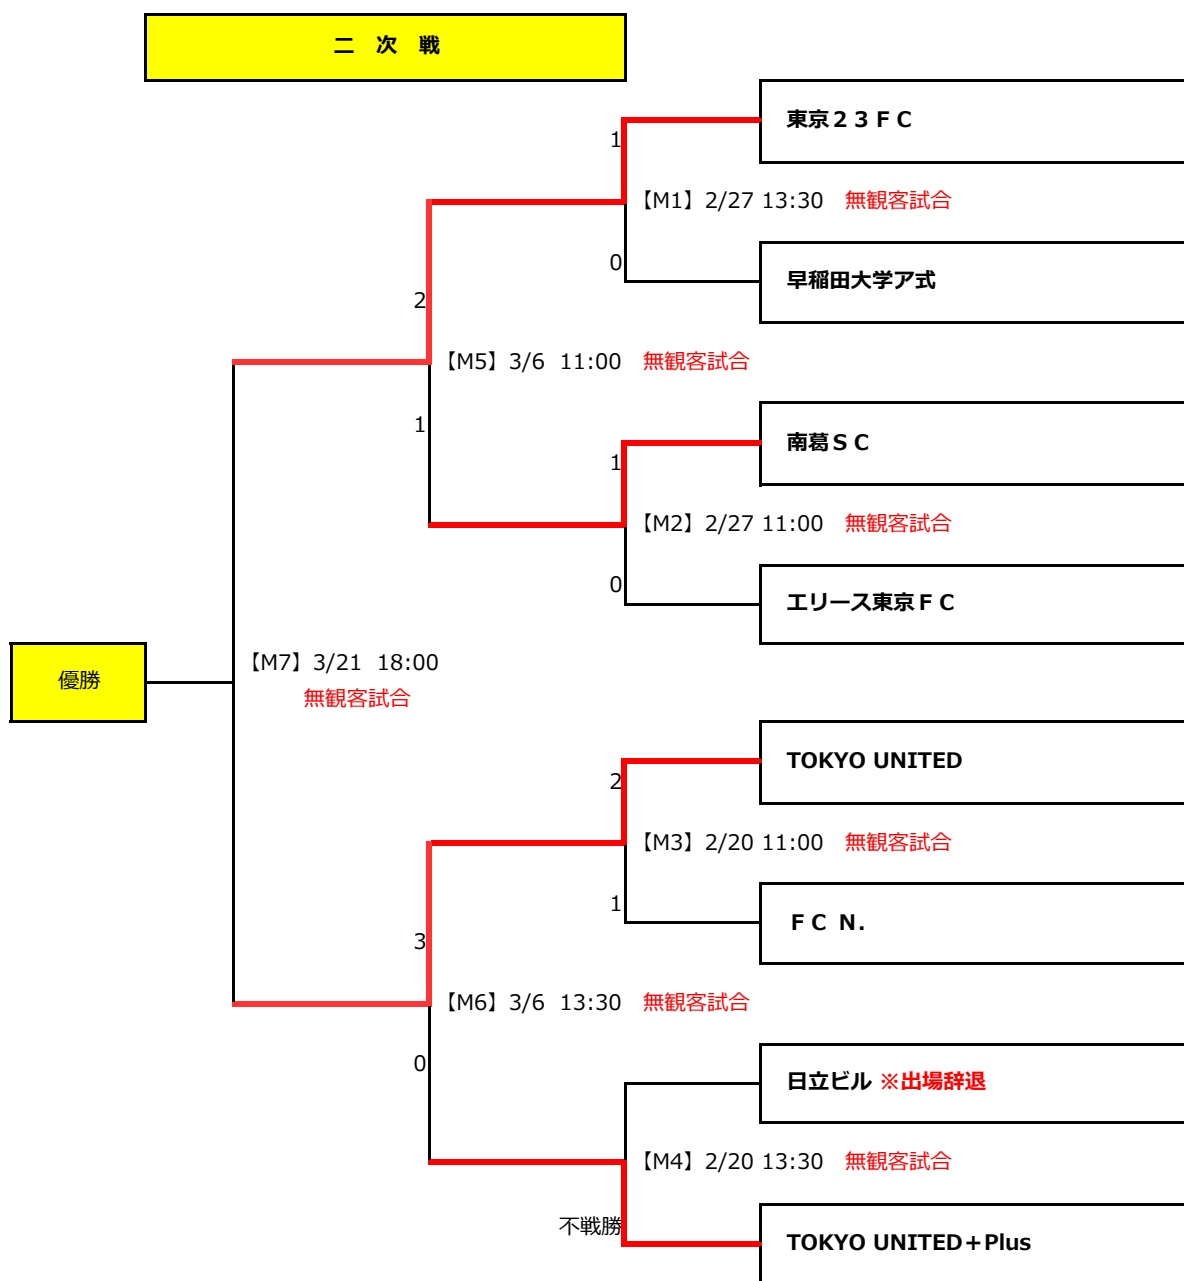 二 次 戦
東京２３ＦＣ
1
【M1】2/27 13:30 無観客試合
0
早稲田大学ア式
2
【M5】3/6 11:00 無観客試合
1
南葛ＳＣ
1
【M2】2/27 11:00 無観客試合
0
エリース東京ＦＣ
【M7】3/21 18:00
優勝
無観客試合
TOKYO UNITED
2
【M3】2/20 11:00 無観客試合
1
ＦＣ N.
3
【M6】3/6 13:30 無観客試合
0
日立ビル ※出場辞退
【M4】2/20 13:30 無観客試合
不戦勝
TOKYO UNITED＋Plus